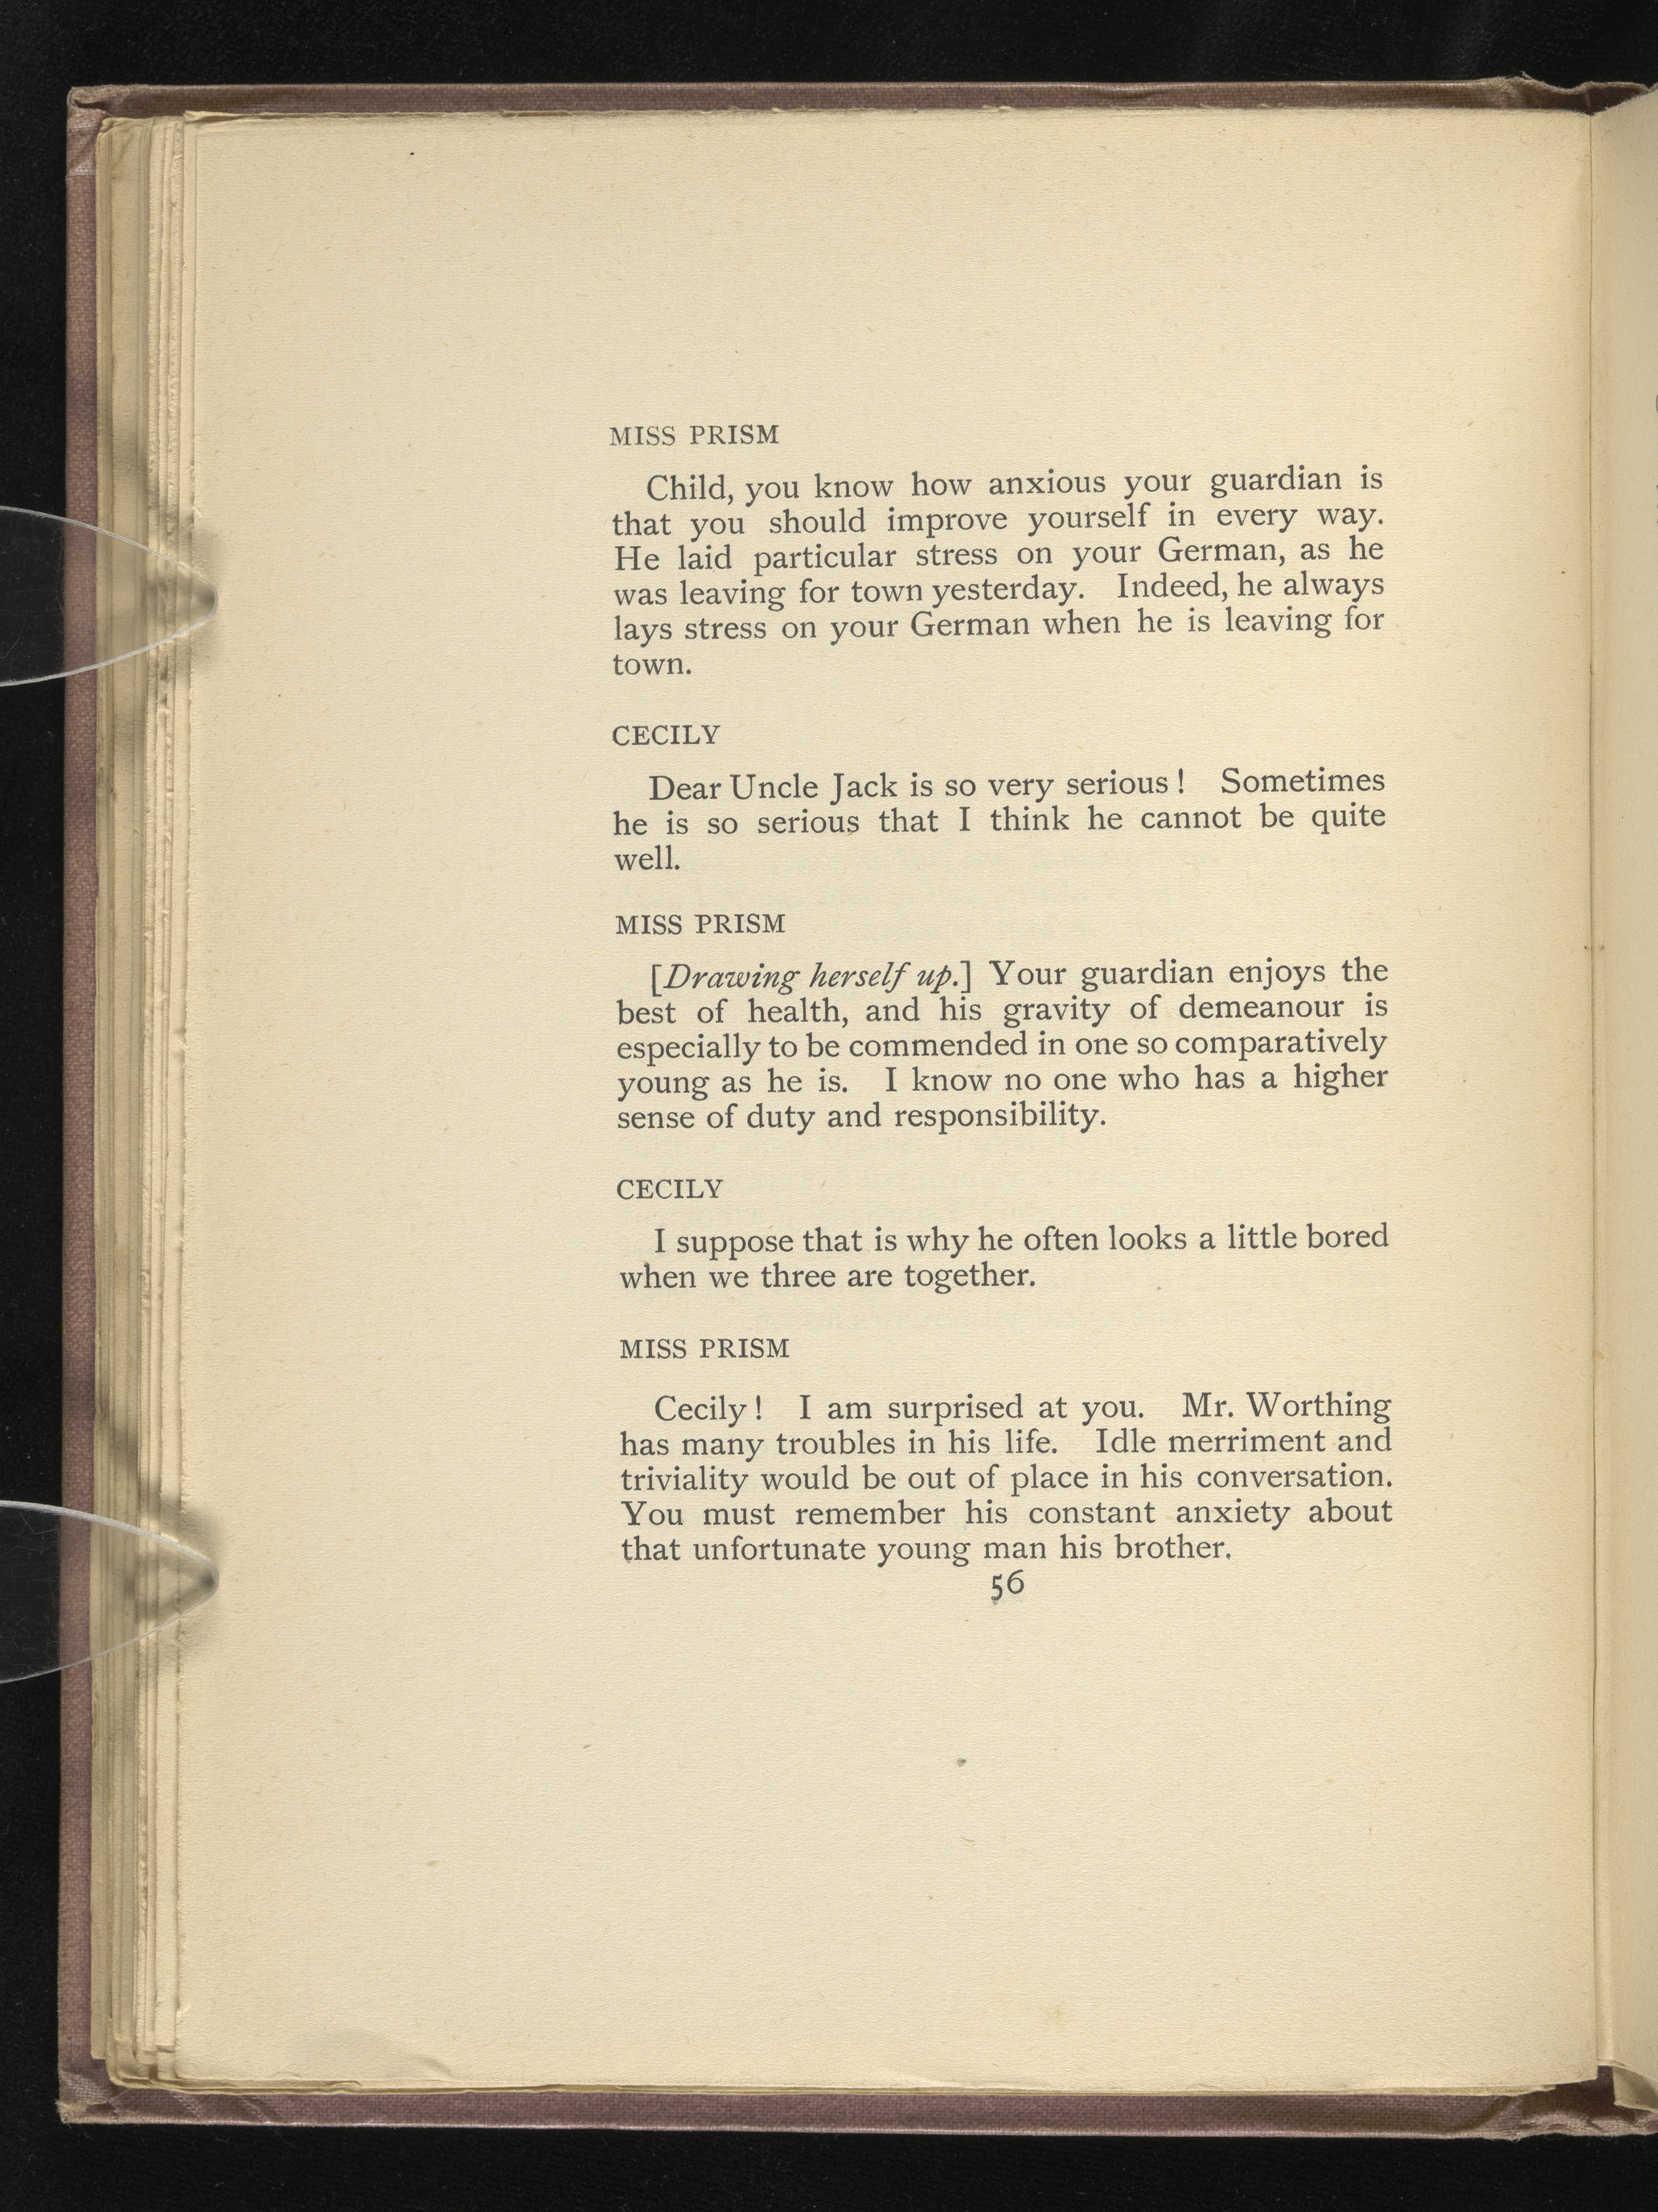 MISS PRISM
Child, you know how anxious your guardian is
that you should improve yourself in every way.
He laid particular stress on your German, as he
was leaving for town yesterday. Indeed, he always
lays stress on your German when he is leaving for
town.
CECILY
Dear Uncle Jack is so very serious! Sometimes
he is so serious that I think he cannot be quite
well.
MISS PRISM
[Drawing herself up.] Your guardian enjoys the
best of health, and his gravity of demeanour is
especially to be commended in one so comparatively
young as he is. I know no one who has a higher
sense of duty and responsibility.
CECILY
I suppose that is why he often looks a little bored
when we three are together.
MISS PRISM
Cecily! I am surprised at you. Mr. Worthing
has many troubles in his life. Idle merriment and
triviality would be out of place in his conversation.
You must remember his constant anxiety about
that unfortunate young man his brother.
56